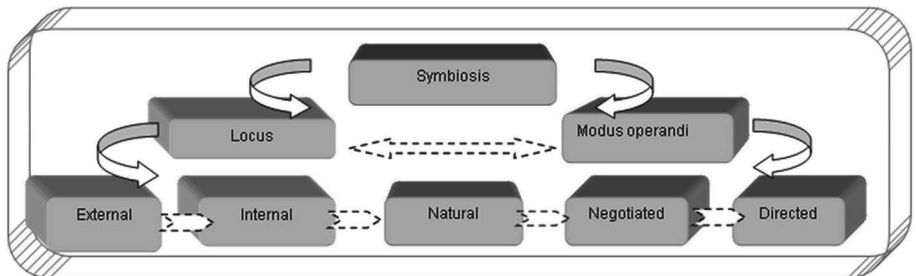 Symbiosis
Locus
Modus operandi
External
Internal
Natural
Negotiated
Directed